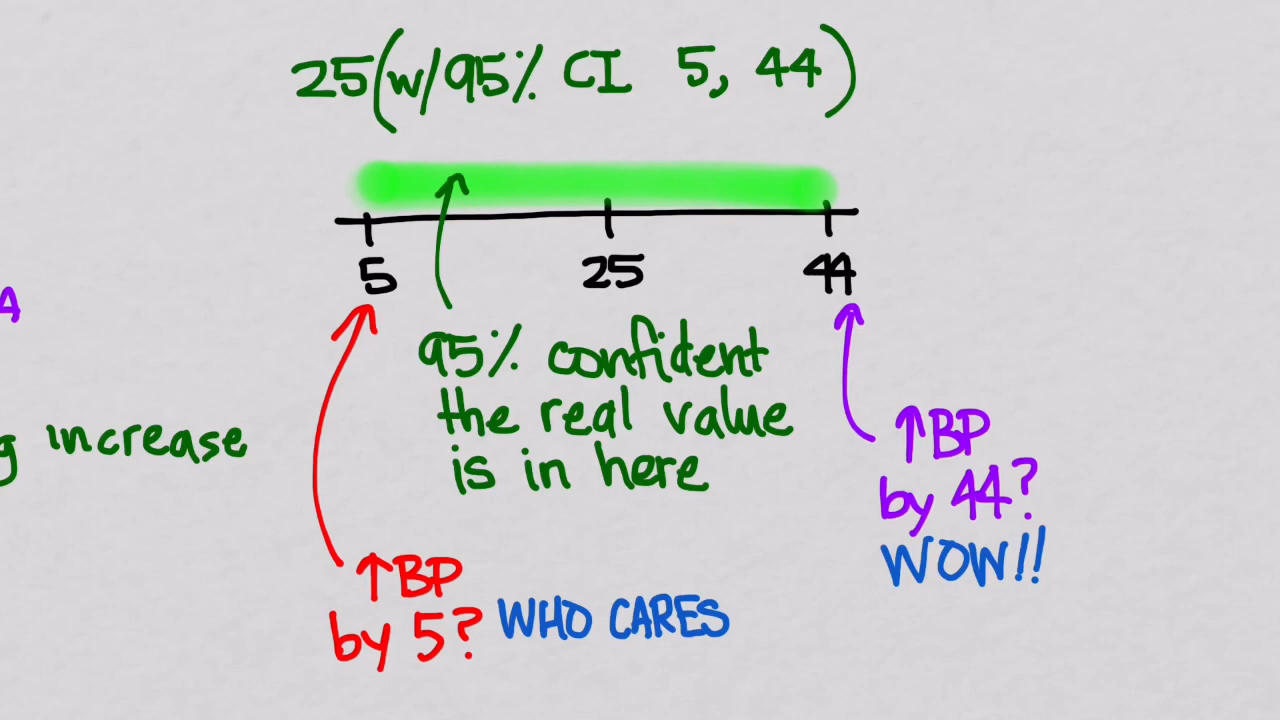 25(w/95% CI 5, 44)
5 25 44
95% confident
the real value
is in here
A
g increase
↑BP
by 44?
WOW!!
↑BP
by 5? WHO CARES